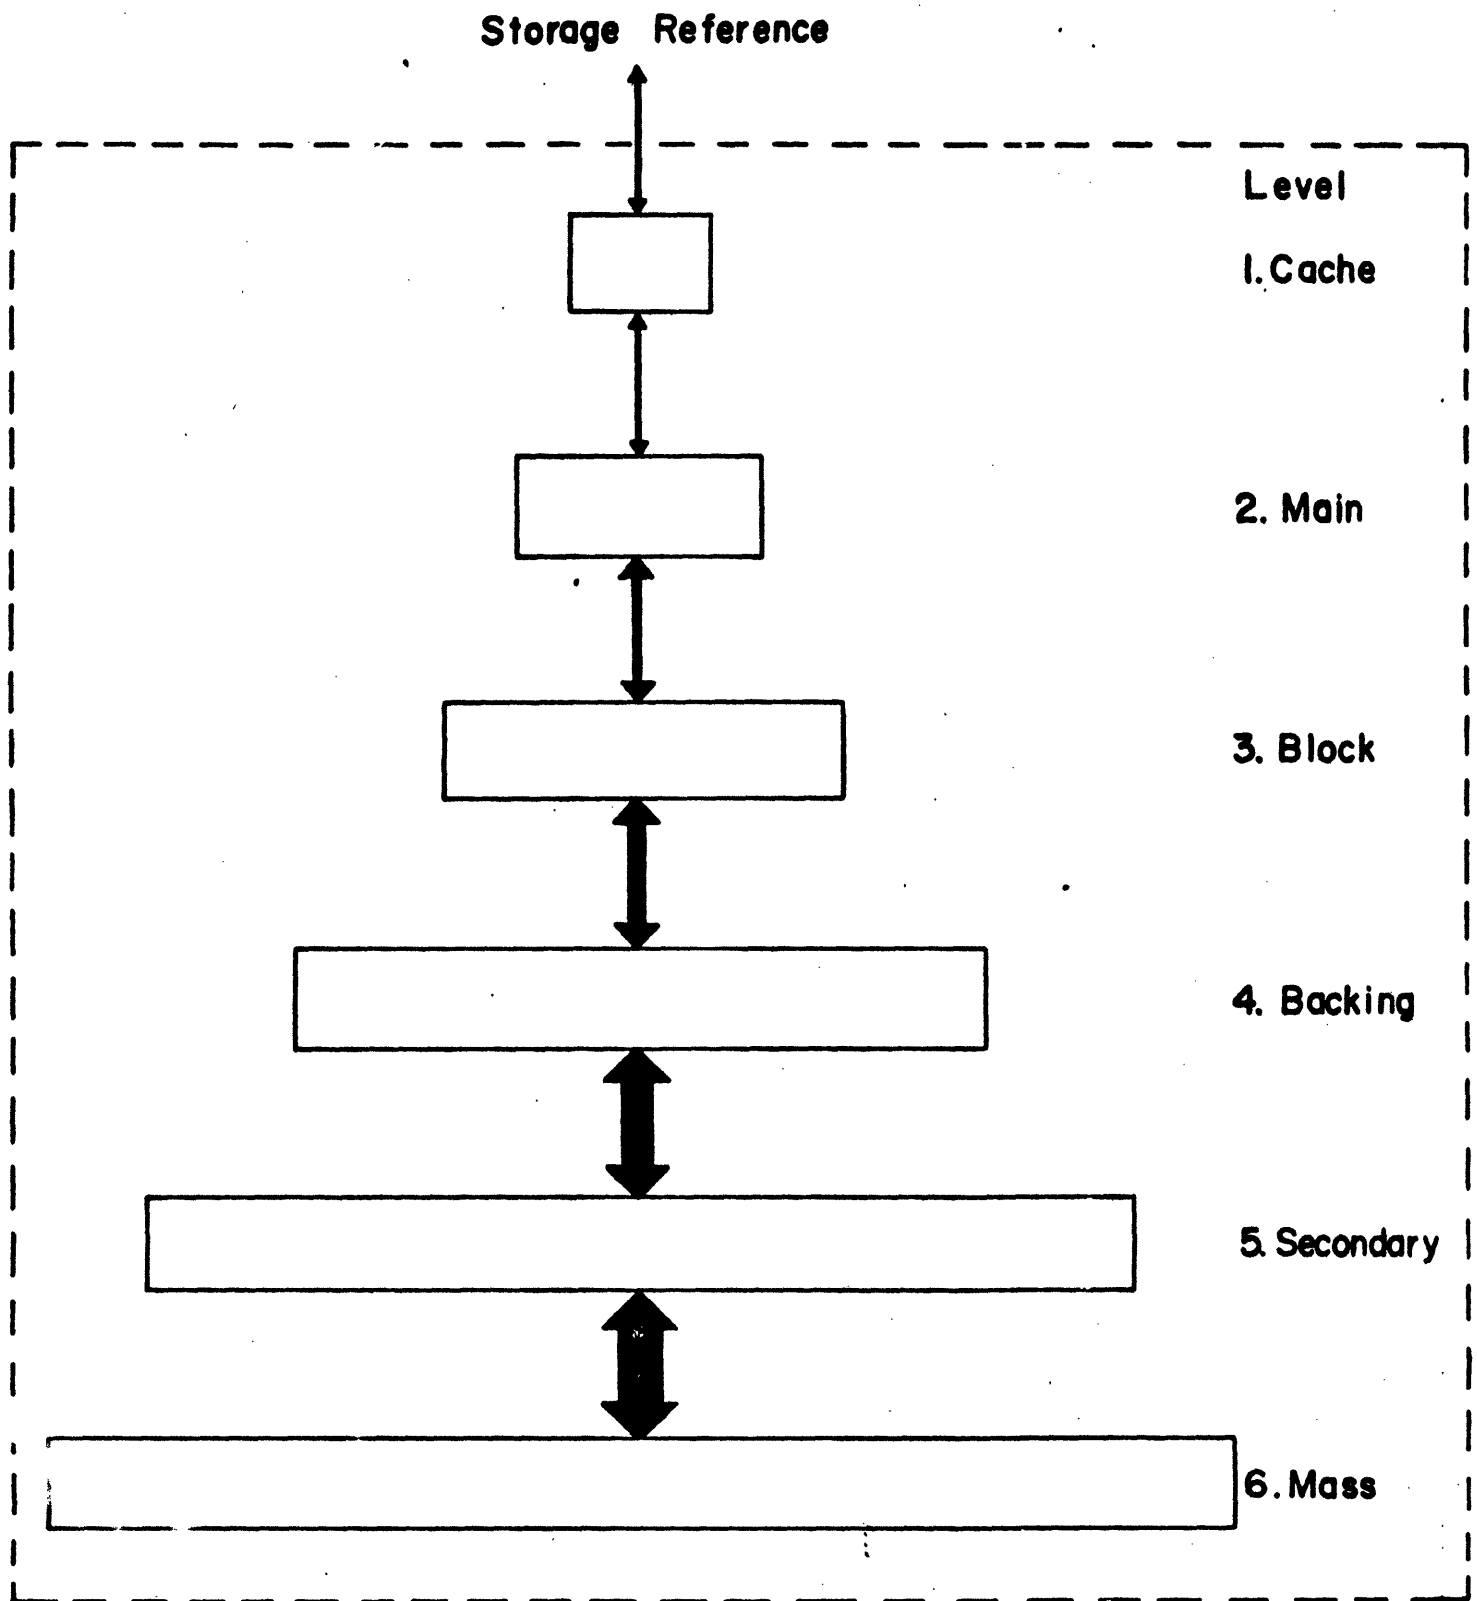 Storage Reference
Level
1. Cache
2. Main
3. Block
4. Backing
5. Secondary
6. Mass